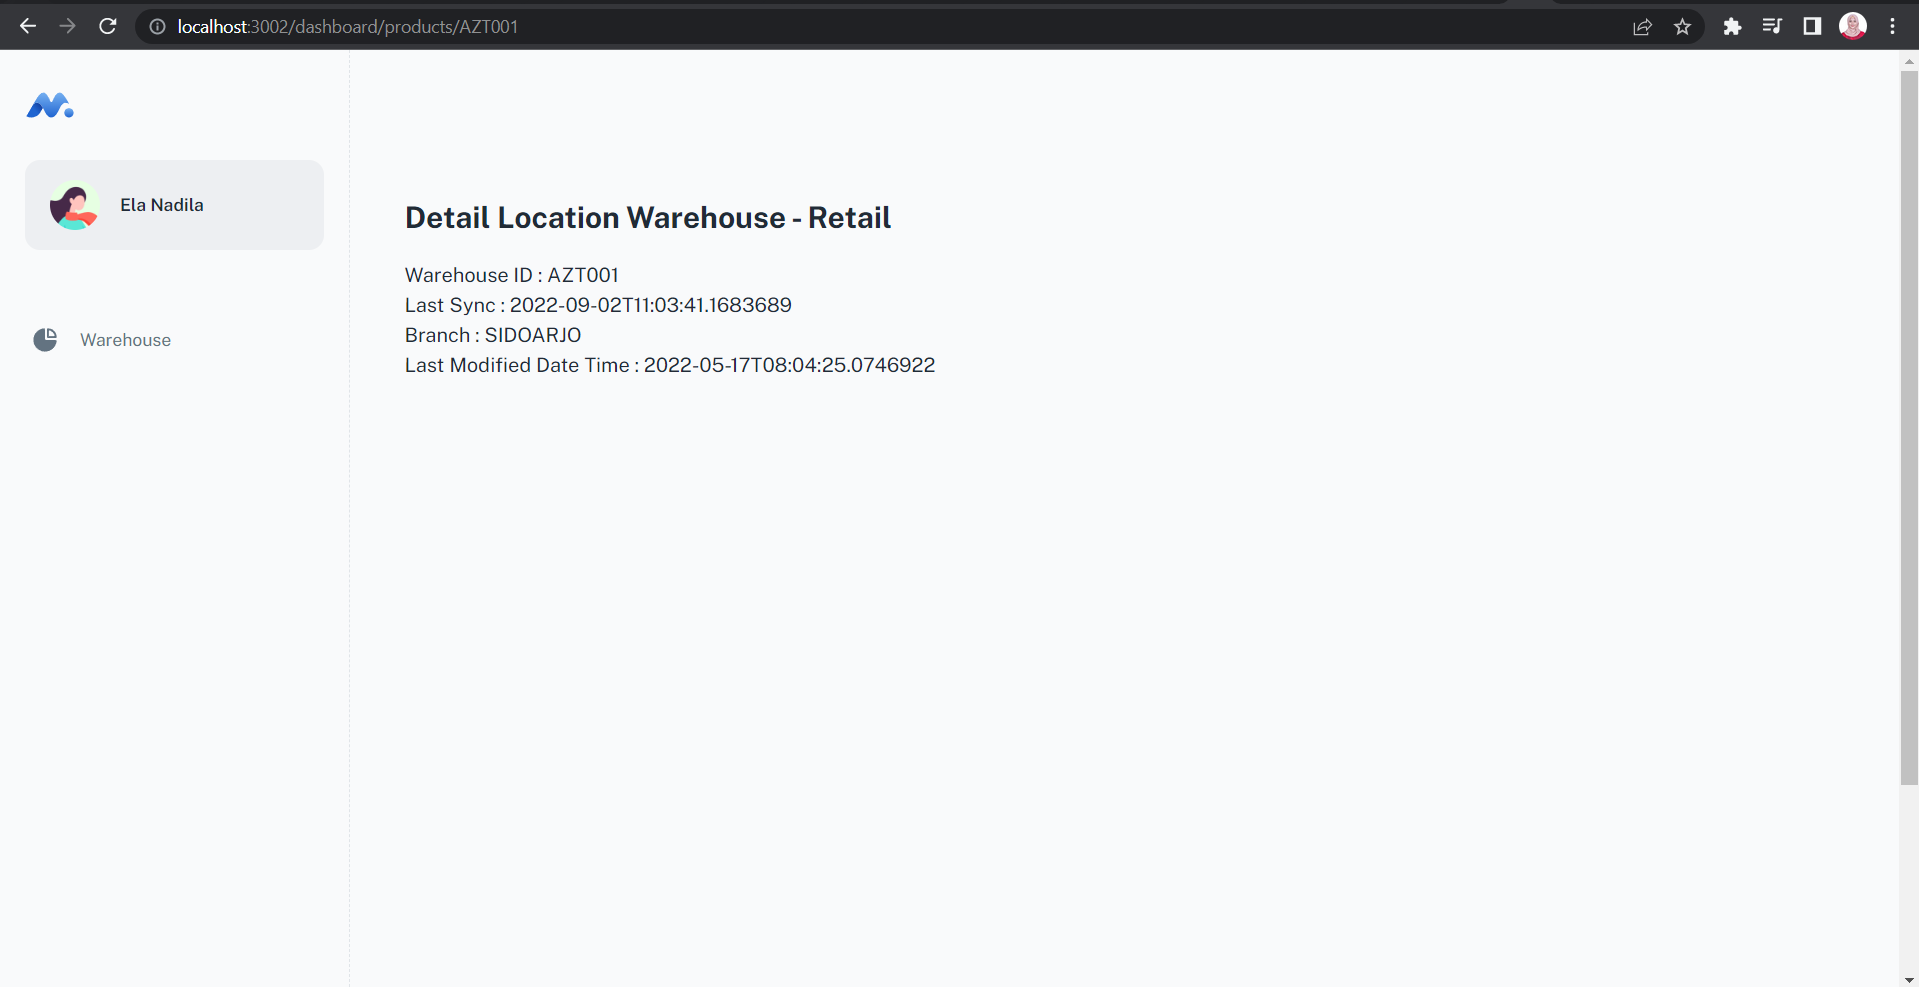 localhost:3002/dashboard/products/AZT001
Ela Nadila
Warehouse
Detail Location Warehouse - Retail
Warehouse ID : AZT001
Last Sync : 2022-09-02T11:03:41.1683689
Branch : SIDOARJO
Last Modified Date Time : 2022-05-17T08:04:25.0746922